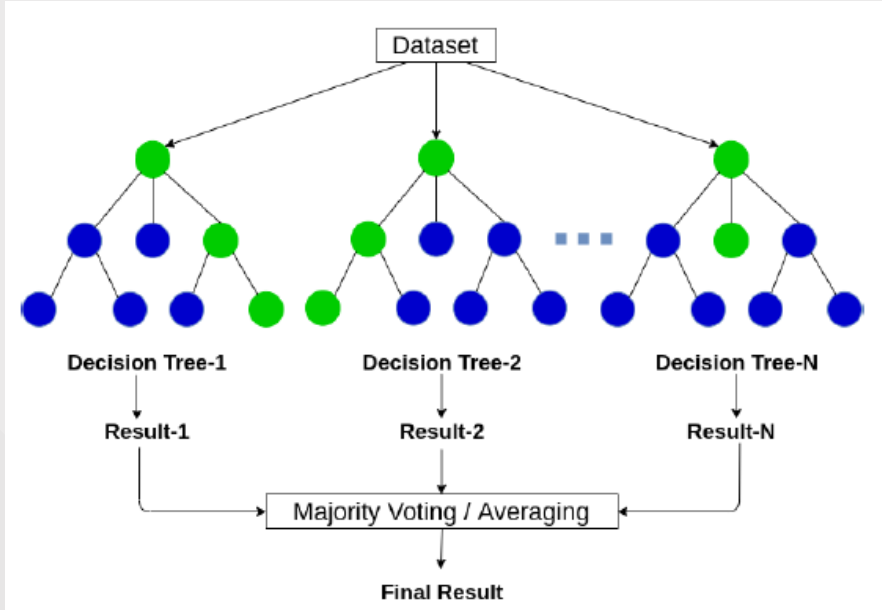 Dataset
Decision Tree-1
Decision Tree-2
Decision Tree-N
Result-1
Result-2
Result-N
Majority Voting / Averaging
Final Result